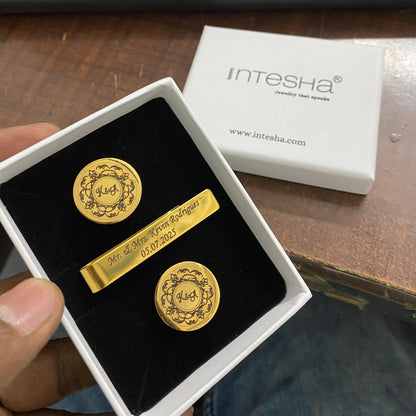 INTESHA®
Jewellry that speaks
www.intesha.com
K&A
Mr. & Mrs. Kevin Rodrigues
05.07.2025
K&A